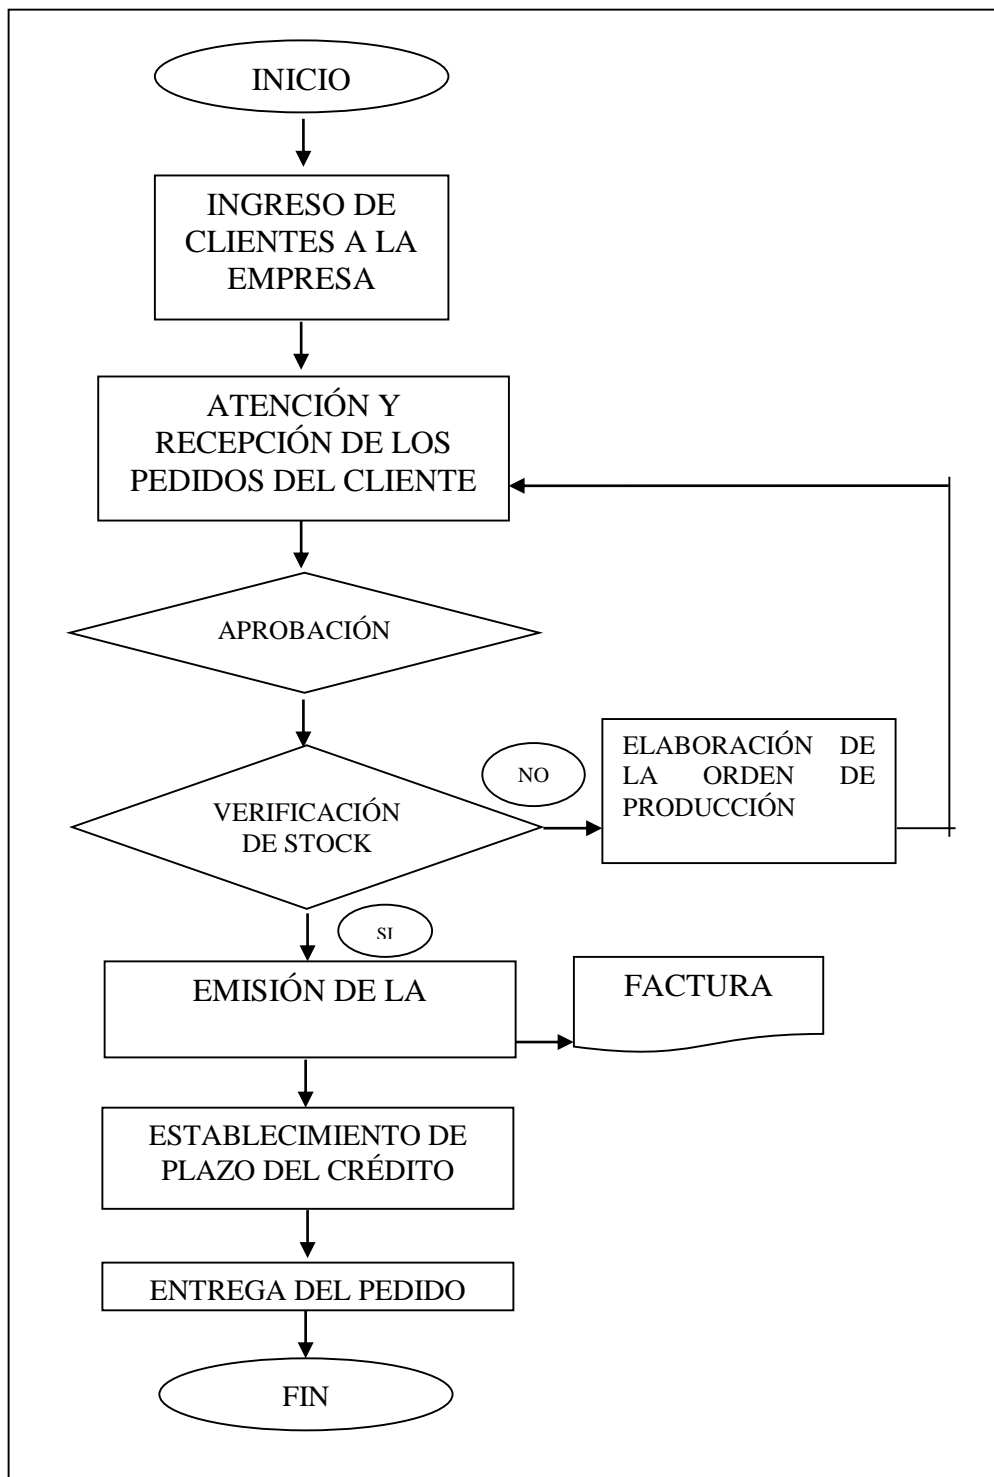 INICIO
INGRESO DE
CLIENTES A LA
EMPRESA
ATENCIÓN Y
RECEPCIÓN DE LOS
PEDIDOS DEL CLIENTE
APROBACIÓN
VERIFICACIÓN
DE STOCK
NO
ELABORACIÓN DE
LA ORDEN DE
PRODUCCIÓN
SI
EMISIÓN DE LA
FACTURA
ESTABLECIMIENTO DE
PLAZO DEL CRÉDITO
ENTREGA DEL PEDIDO
FIN